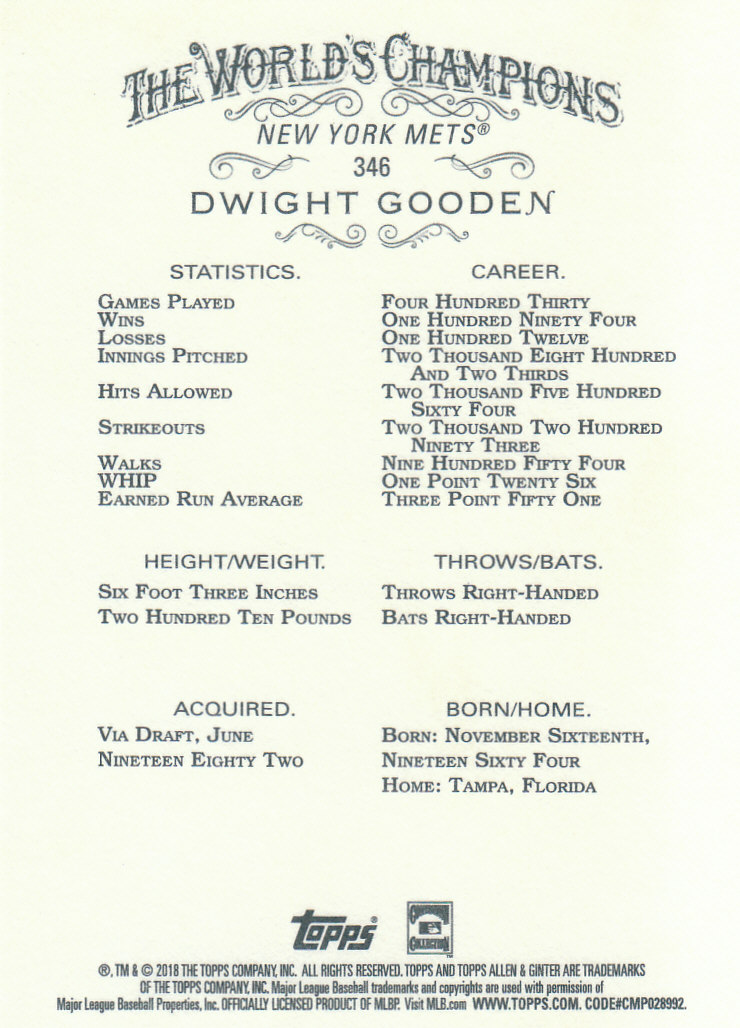 THE WORLD'S CHAMPIONS
NEW YORK METS®
346
DWIGHT GOODEN
STATISTICS. CAREER.
GAMES PLAYED FOUR HUNDRED THIRTY
WINS ONE HUNDRED NINETY FOUR
LOSSES ONE HUNDRED TWELVE
INNINGS PITCHED TWO THOUSAND EIGHT HUNDRED
AND TWO THIRDS
HITS ALLOWED TWO THOUSAND FIVE HUNDRED
SIXTY FOUR
STRIKEOUTS TWO THOUSAND TWO HUNDRED
NINETY THREE
WALKS NINE HUNDRED FIFTY FOUR
WHIP ONE POINT TWENTY SIX
EARNED RUN AVERAGE THREE POINT FIFTY ONE
HEIGHT/WEIGHT. THROWS/BATS.
SIX FOOT THREE INCHES THROWS RIGHT-HANDED
TWO HUNDRED TEN POUNDS BATS RIGHT-HANDED
ACQUIRED. BORN/HOME.
VIA DRAFT, JUNE BORN: NOVEMBER SIXTEENTH,
NINETEEN EIGHTY TWO NINETEEN SIXTY FOUR
HOME: TAMPA, FLORIDA
Topps® COOPERSTOWN COLLECTION™
®, TM & © 2018 THE TOPPS COMPANY, INC. ALL RIGHTS RESERVED. TOPPS AND TOPPS ALLEN & GINTER ARE TRADEMARKS
OF THE TOPPS COMPANY, INC. Major League Baseball trademarks and copyrights are used with permission of
Major League Baseball Properties, Inc. OFFICIALLY LICENSED PRODUCT OF MLBP. Visit MLB.com WWW.TOPPS.COM. CODE#CMP028992.